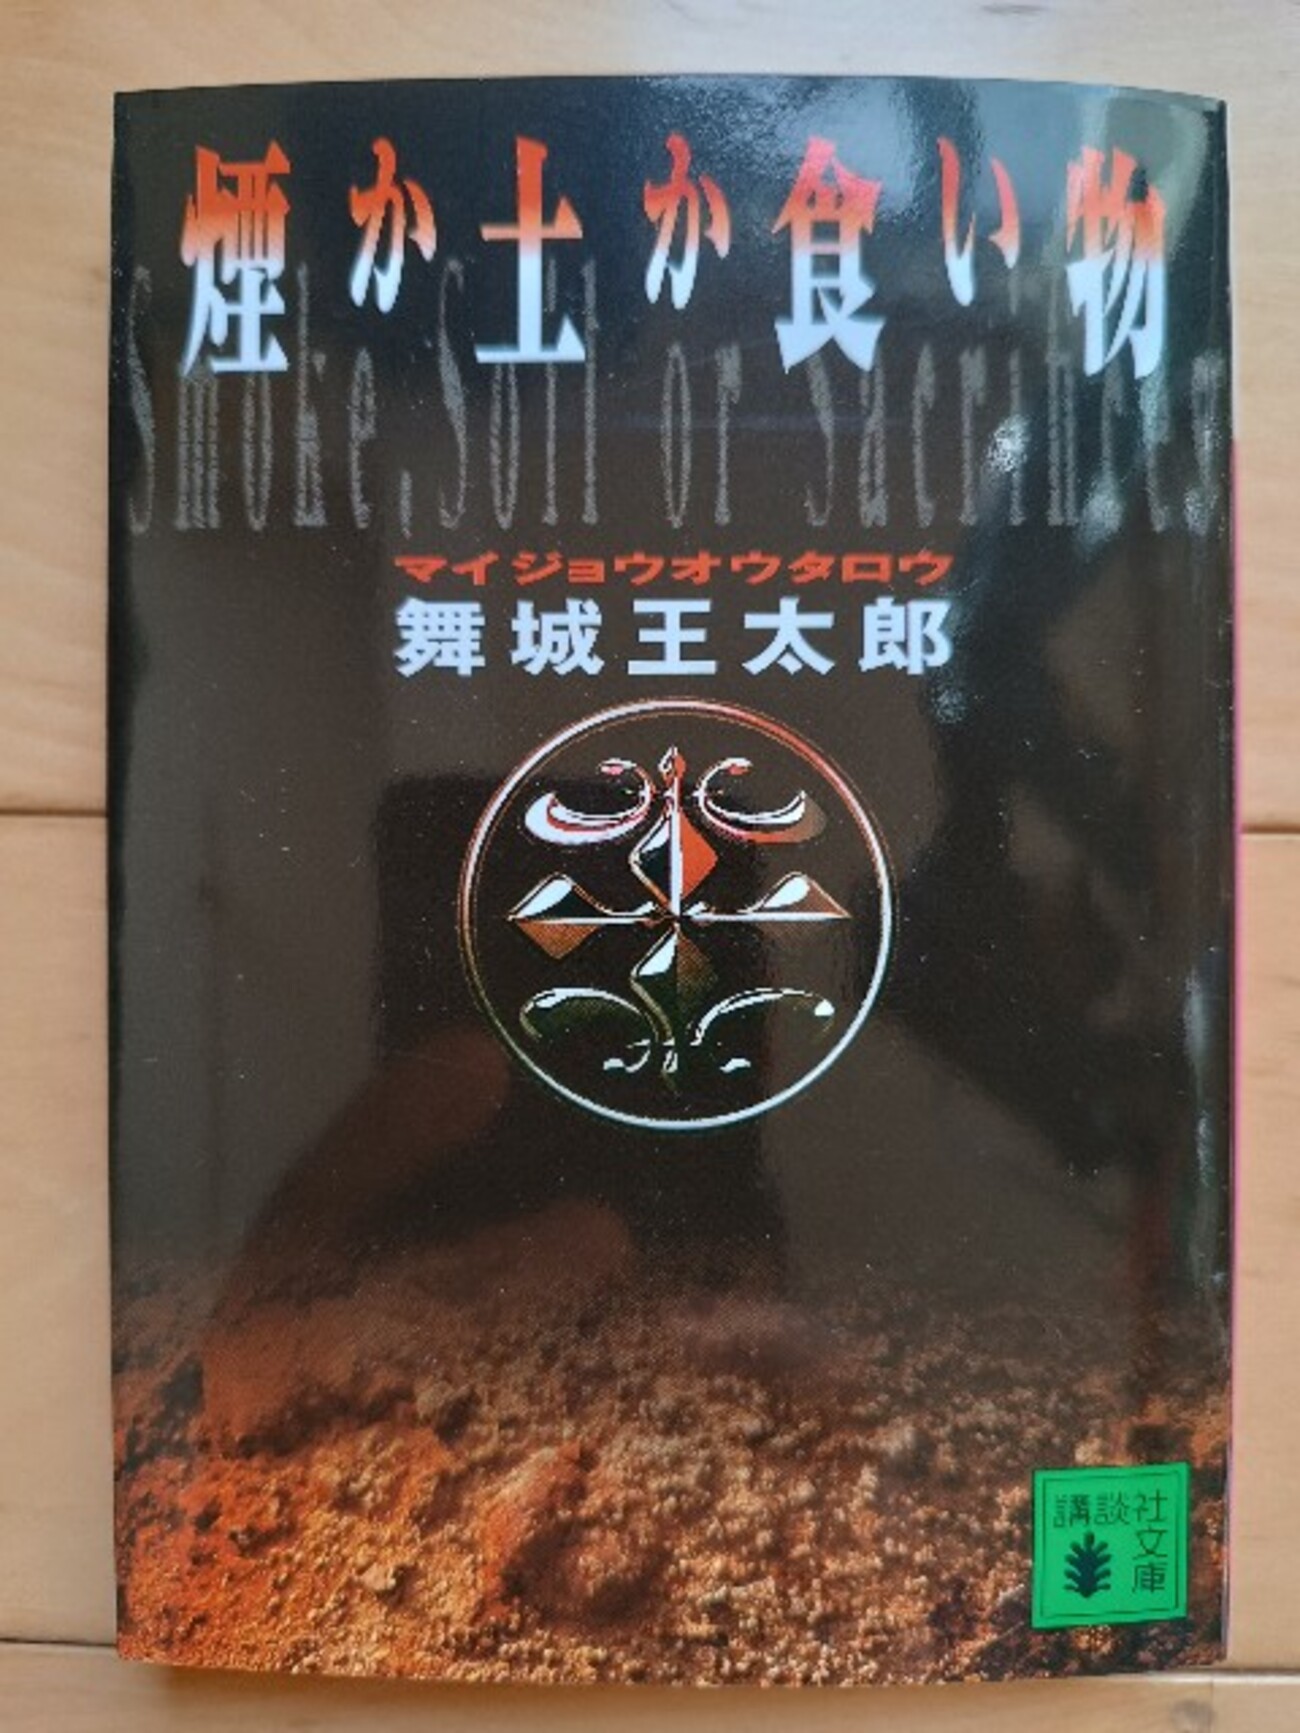 煙か土か食い物
Smoke, Soil or Sacrifices
マイジョウオウタロウ
舞城王太郎
講談社
文庫